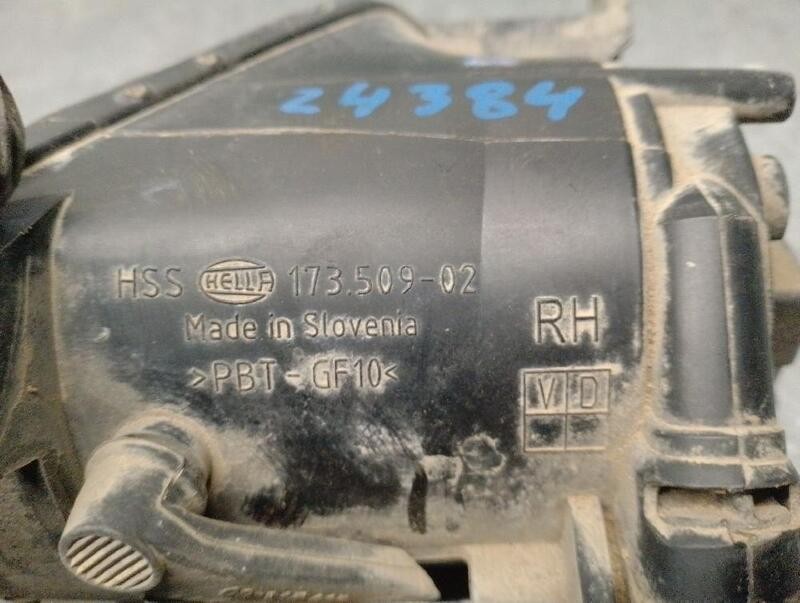 24384
HSS HELLA 173.509-02
Made in Slovenia
>PBT-GF10<
RH
V D